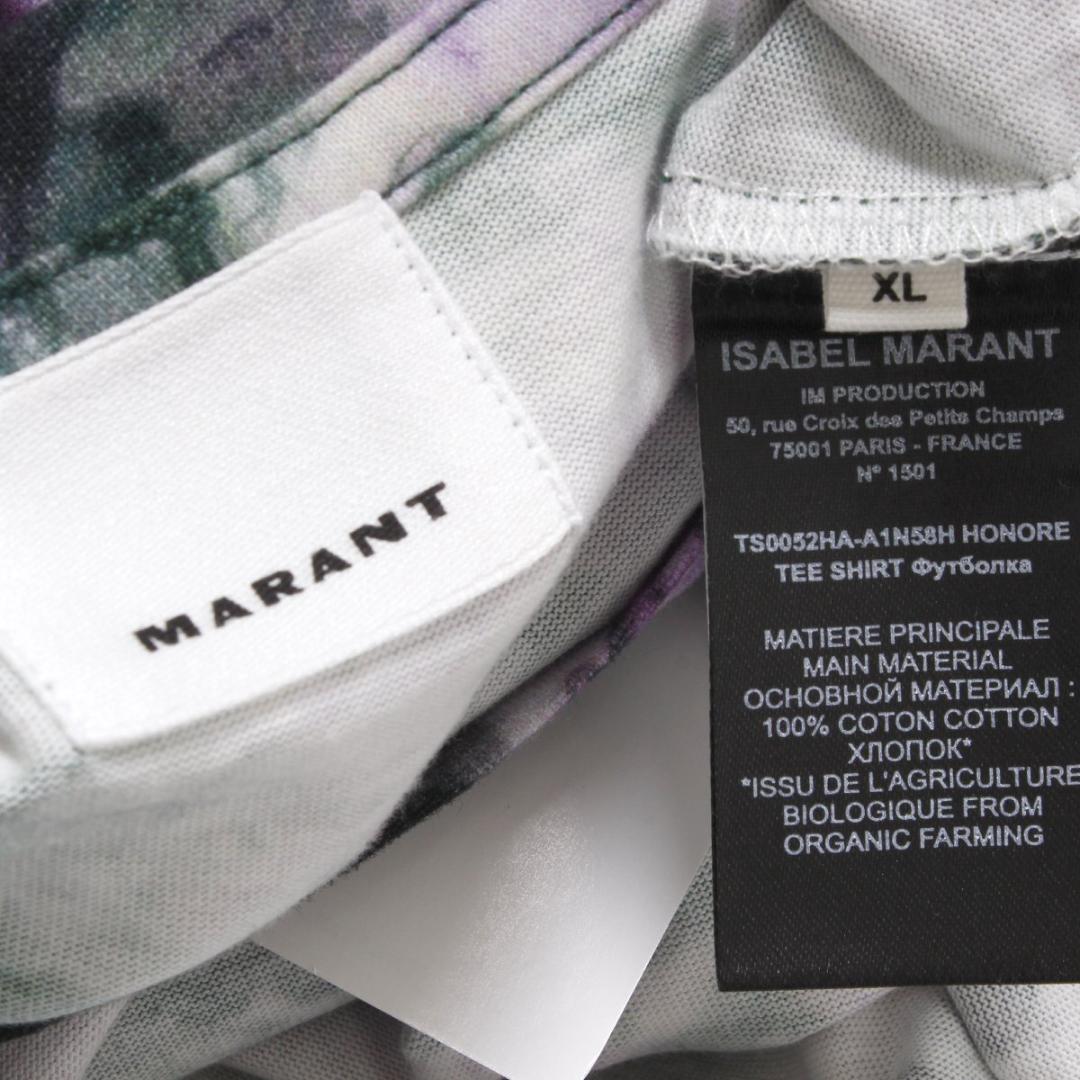 MARANT
XL
ISABEL MARANT
IM PRODUCTION
50, rue Croix des Petits Champs
75001 PARIS - FRANCE
N° 1501
TS0052HA-A1N58H HONORE
TEE SHIRT Футболка
MATIERE PRINCIPALE
MAIN MATERIAL
ОСНОВНОЙ МАТЕРИАЛ :
100% COTON COTTON
ХЛОПОК*
*ISSU DE L'AGRICULTURE
BIOLOGIQUE FROM
ORGANIC FARMING